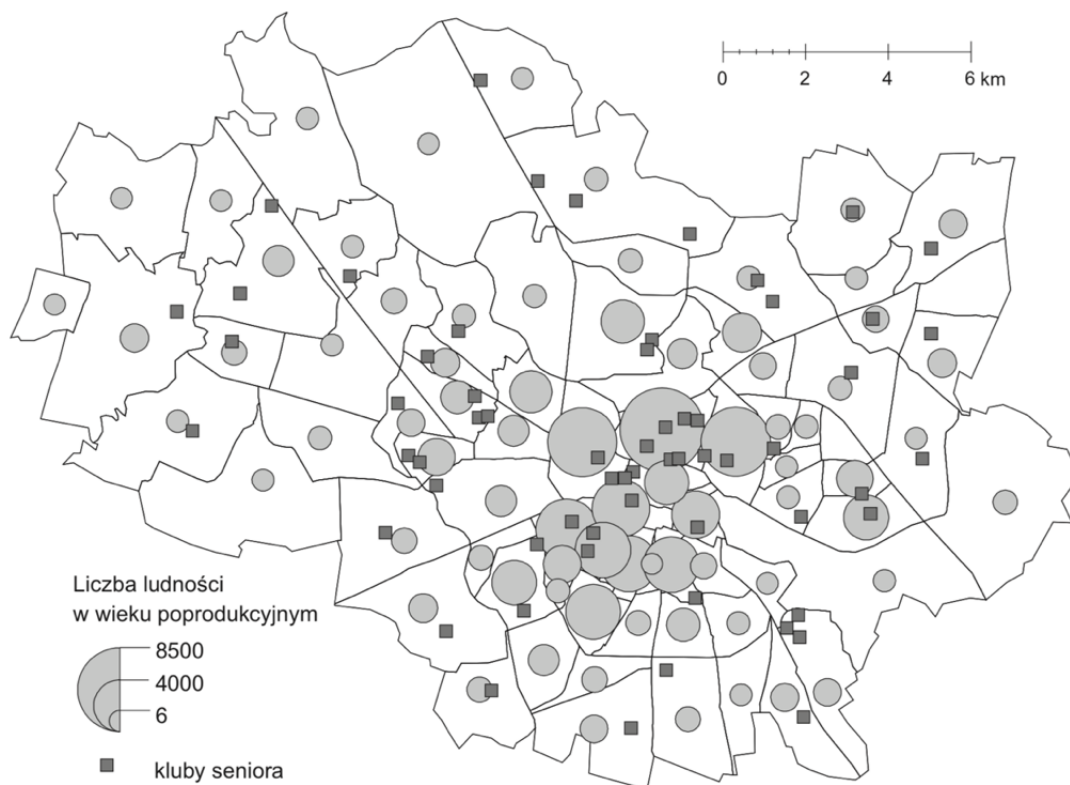 0 2 4 6 km
Liczba ludności
w wieku poprodukcyjnym
8500
4000
6
kluby seniora